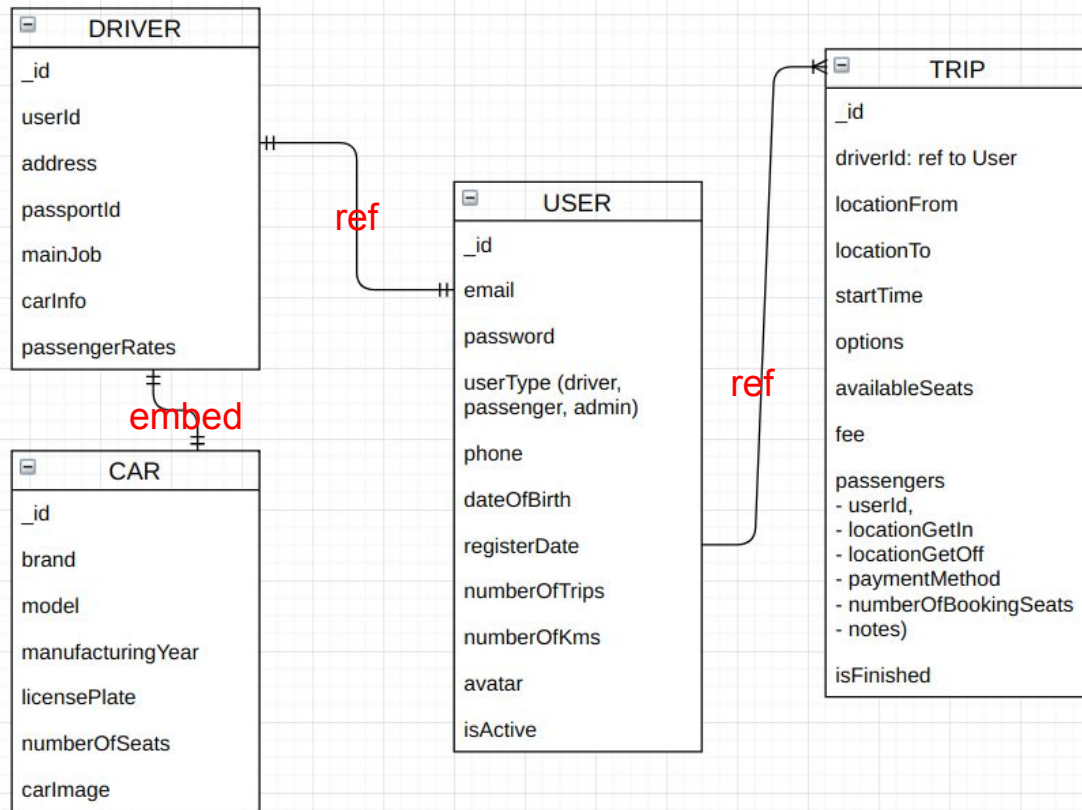 DRIVER
_id
userId
address
passportId
mainJob
carInfo
passengerRates
ref
embed
CAR
_id
brand
model
manufacturingYear
licensePlate
numberOfSeats
carImage
USER
_id
email
password
userType (driver,
passenger, admin)
phone
dateOfBirth
registerDate
numberOfTrips
numberOfKms
avatar
isActive
ref
TRIP
_id
driverId: ref to User
locationFrom
locationTo
startTime
options
availableSeats
fee
passengers
- userId,
- locationGetIn
- locationGetOff
- paymentMethod
- numberOfBookingSeats
- notes)
isFinished